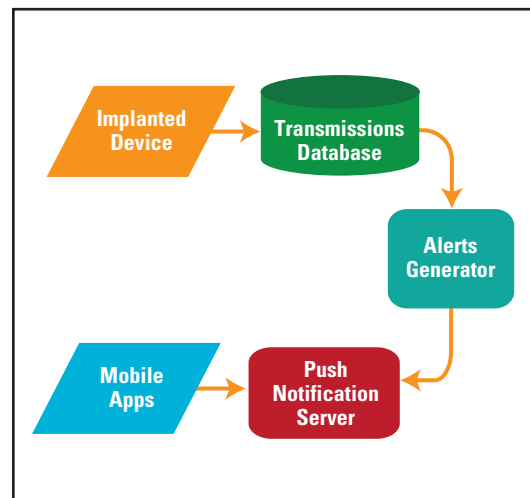 Implanted
Device
Transmissions
Database
Alerts
Generator
Mobile
Apps
Push
Notification
Server